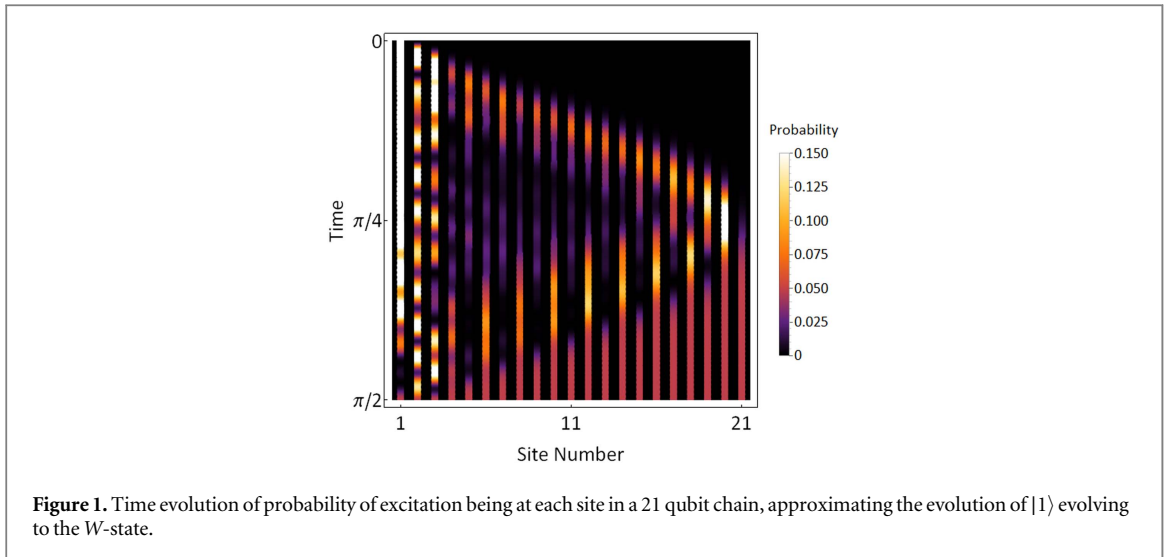 0
π/4
π/2
Time
1
11
21
Site Number
Probability
0.150
0.125
0.100
0.075
0.050
0.025
0
Figure 1. Time evolution of probability of excitation being at each site in a 21 qubit chain, approximating the evolution of |1⟩ evolving
to the W-state.